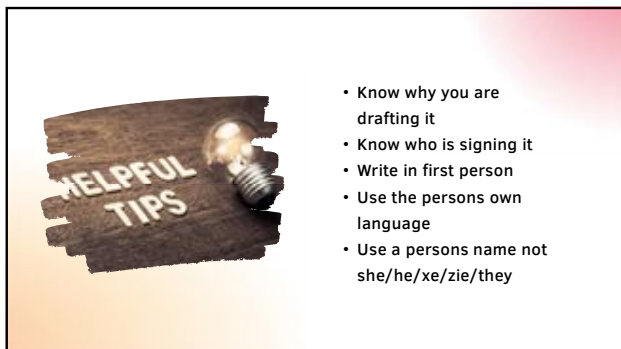 HELPFUL
TIPS
• Know why you are
drafting it
• Know who is signing it
• Write in first person
• Use the persons own
language
• Use a persons name not
she/he/xe/zie/they